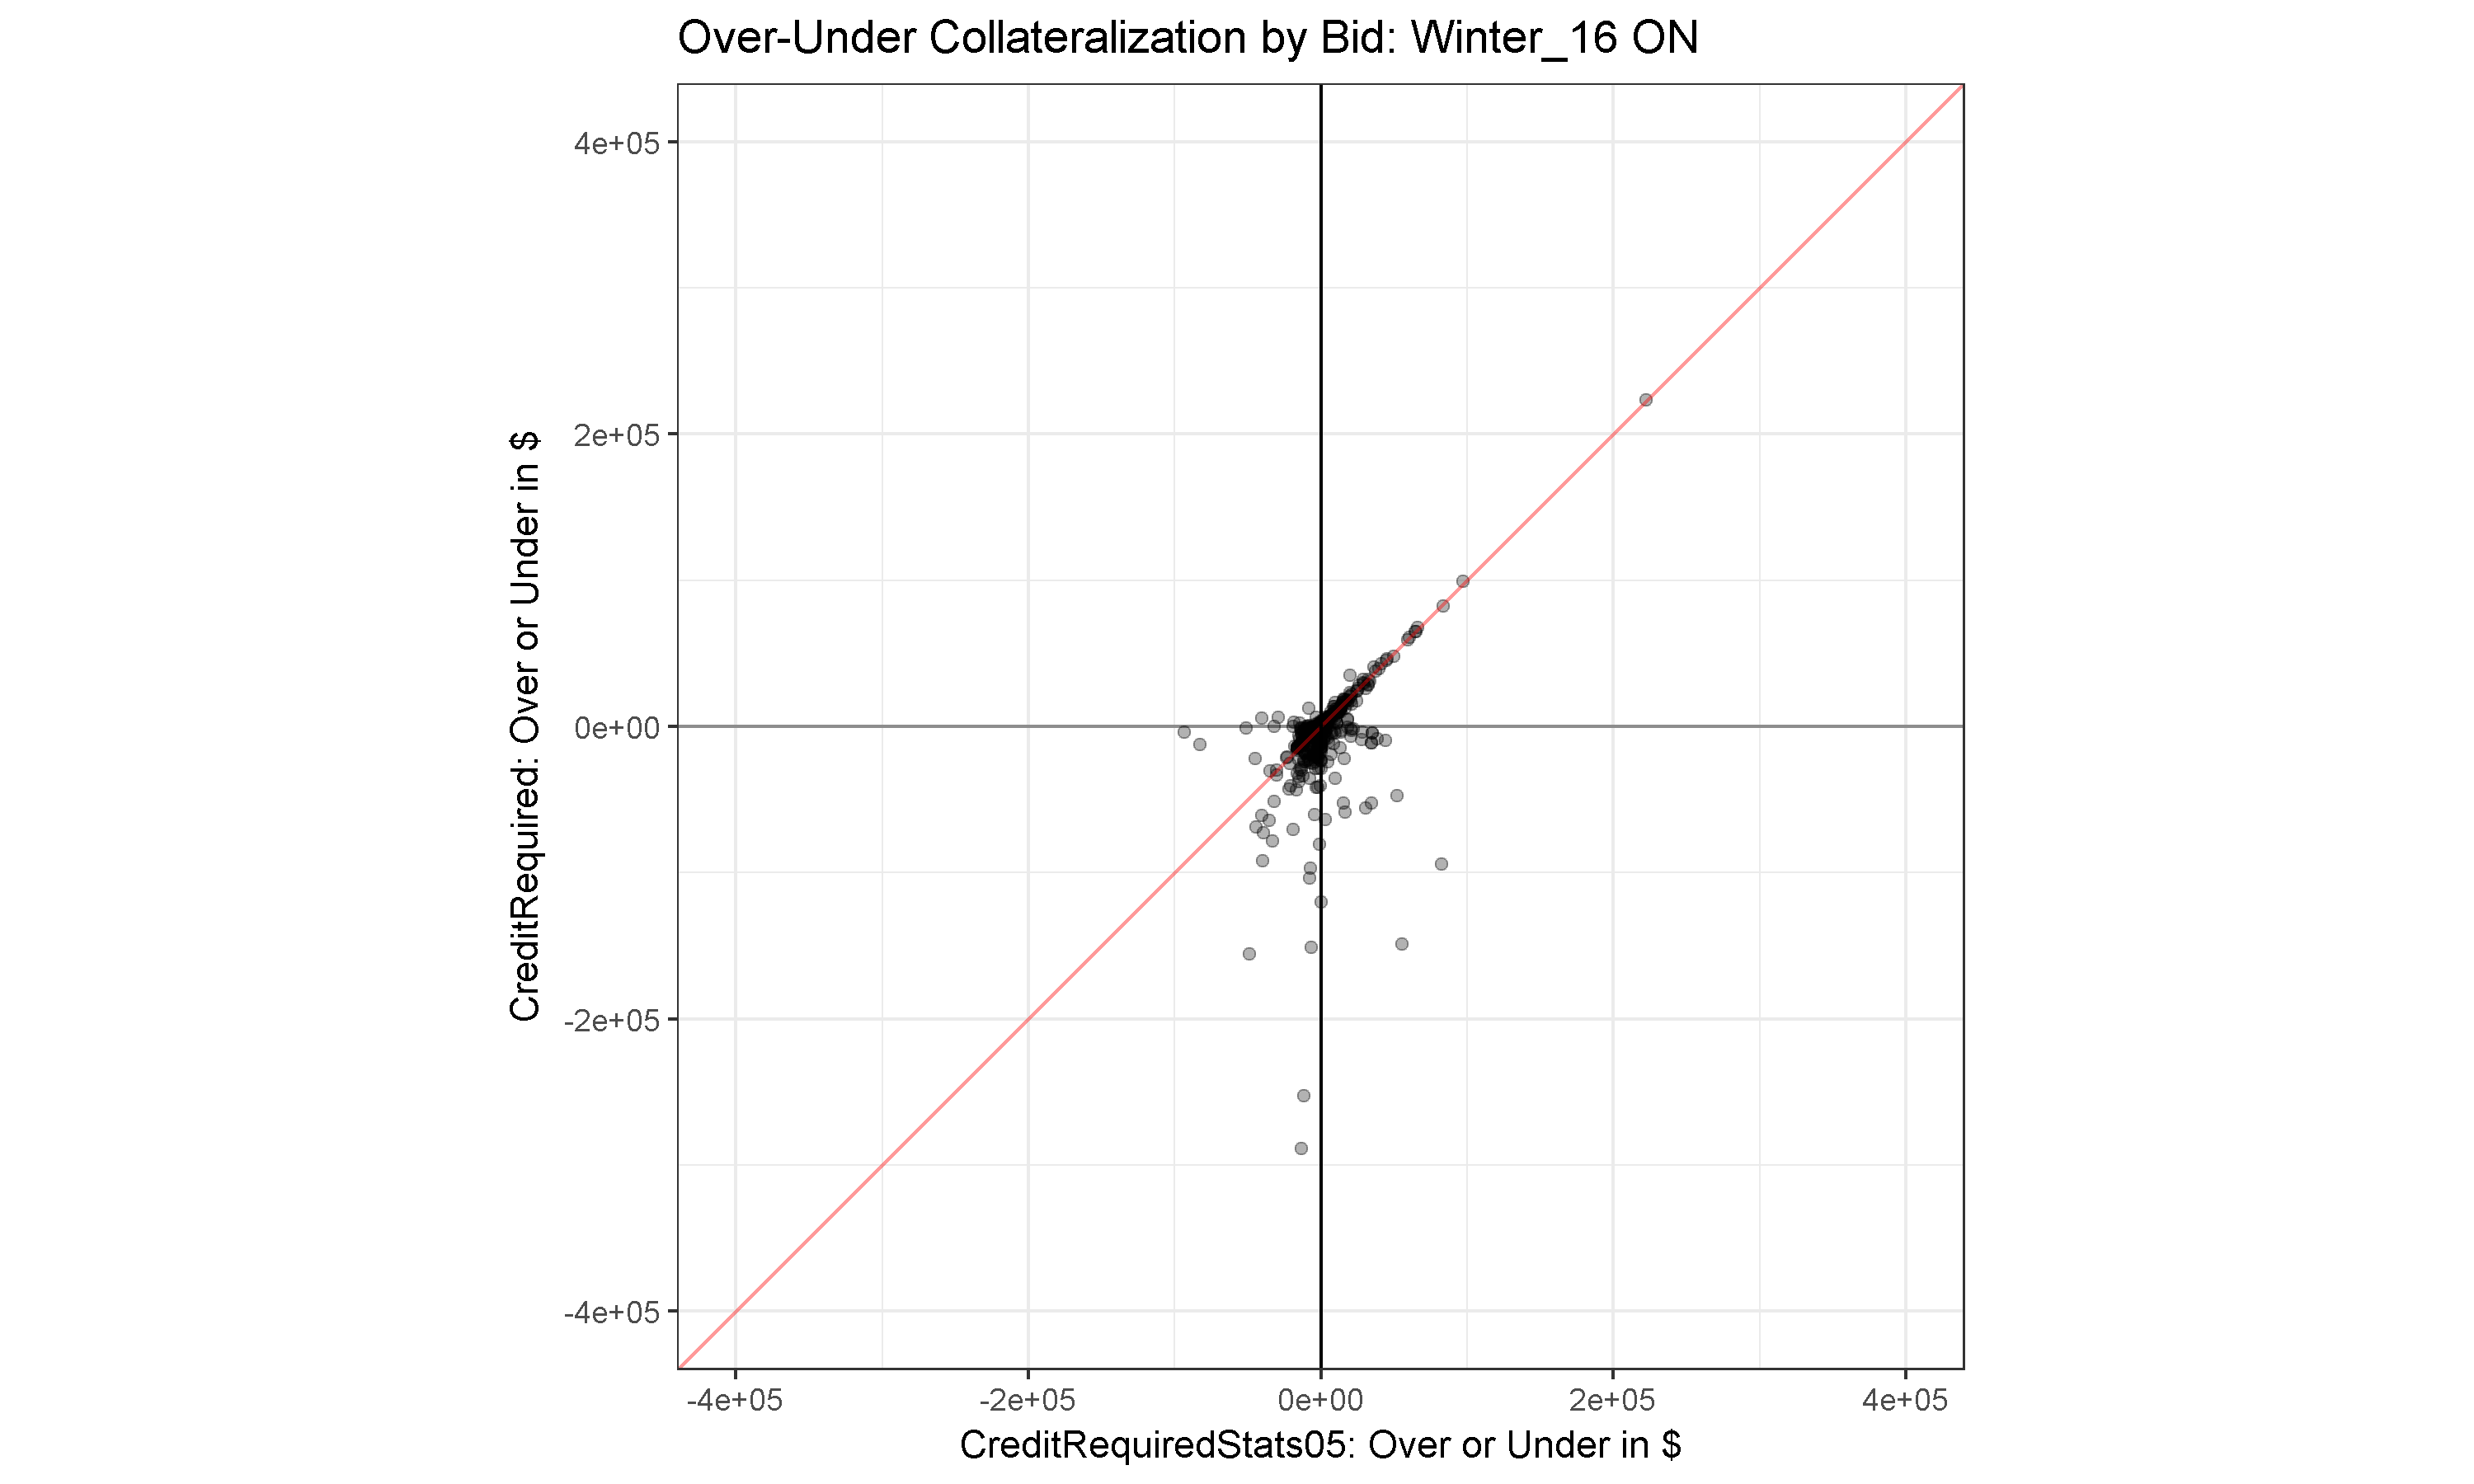 Over-Under Collateralization by Bid: Winter_16 ON
CreditRequired: Over or Under in $
4e+05
2e+05
0e+00
-2e+05
-4e+05
-4e+05 -2e+05 0e+00 2e+05 4e+05
CreditRequiredStats05: Over or Under in $